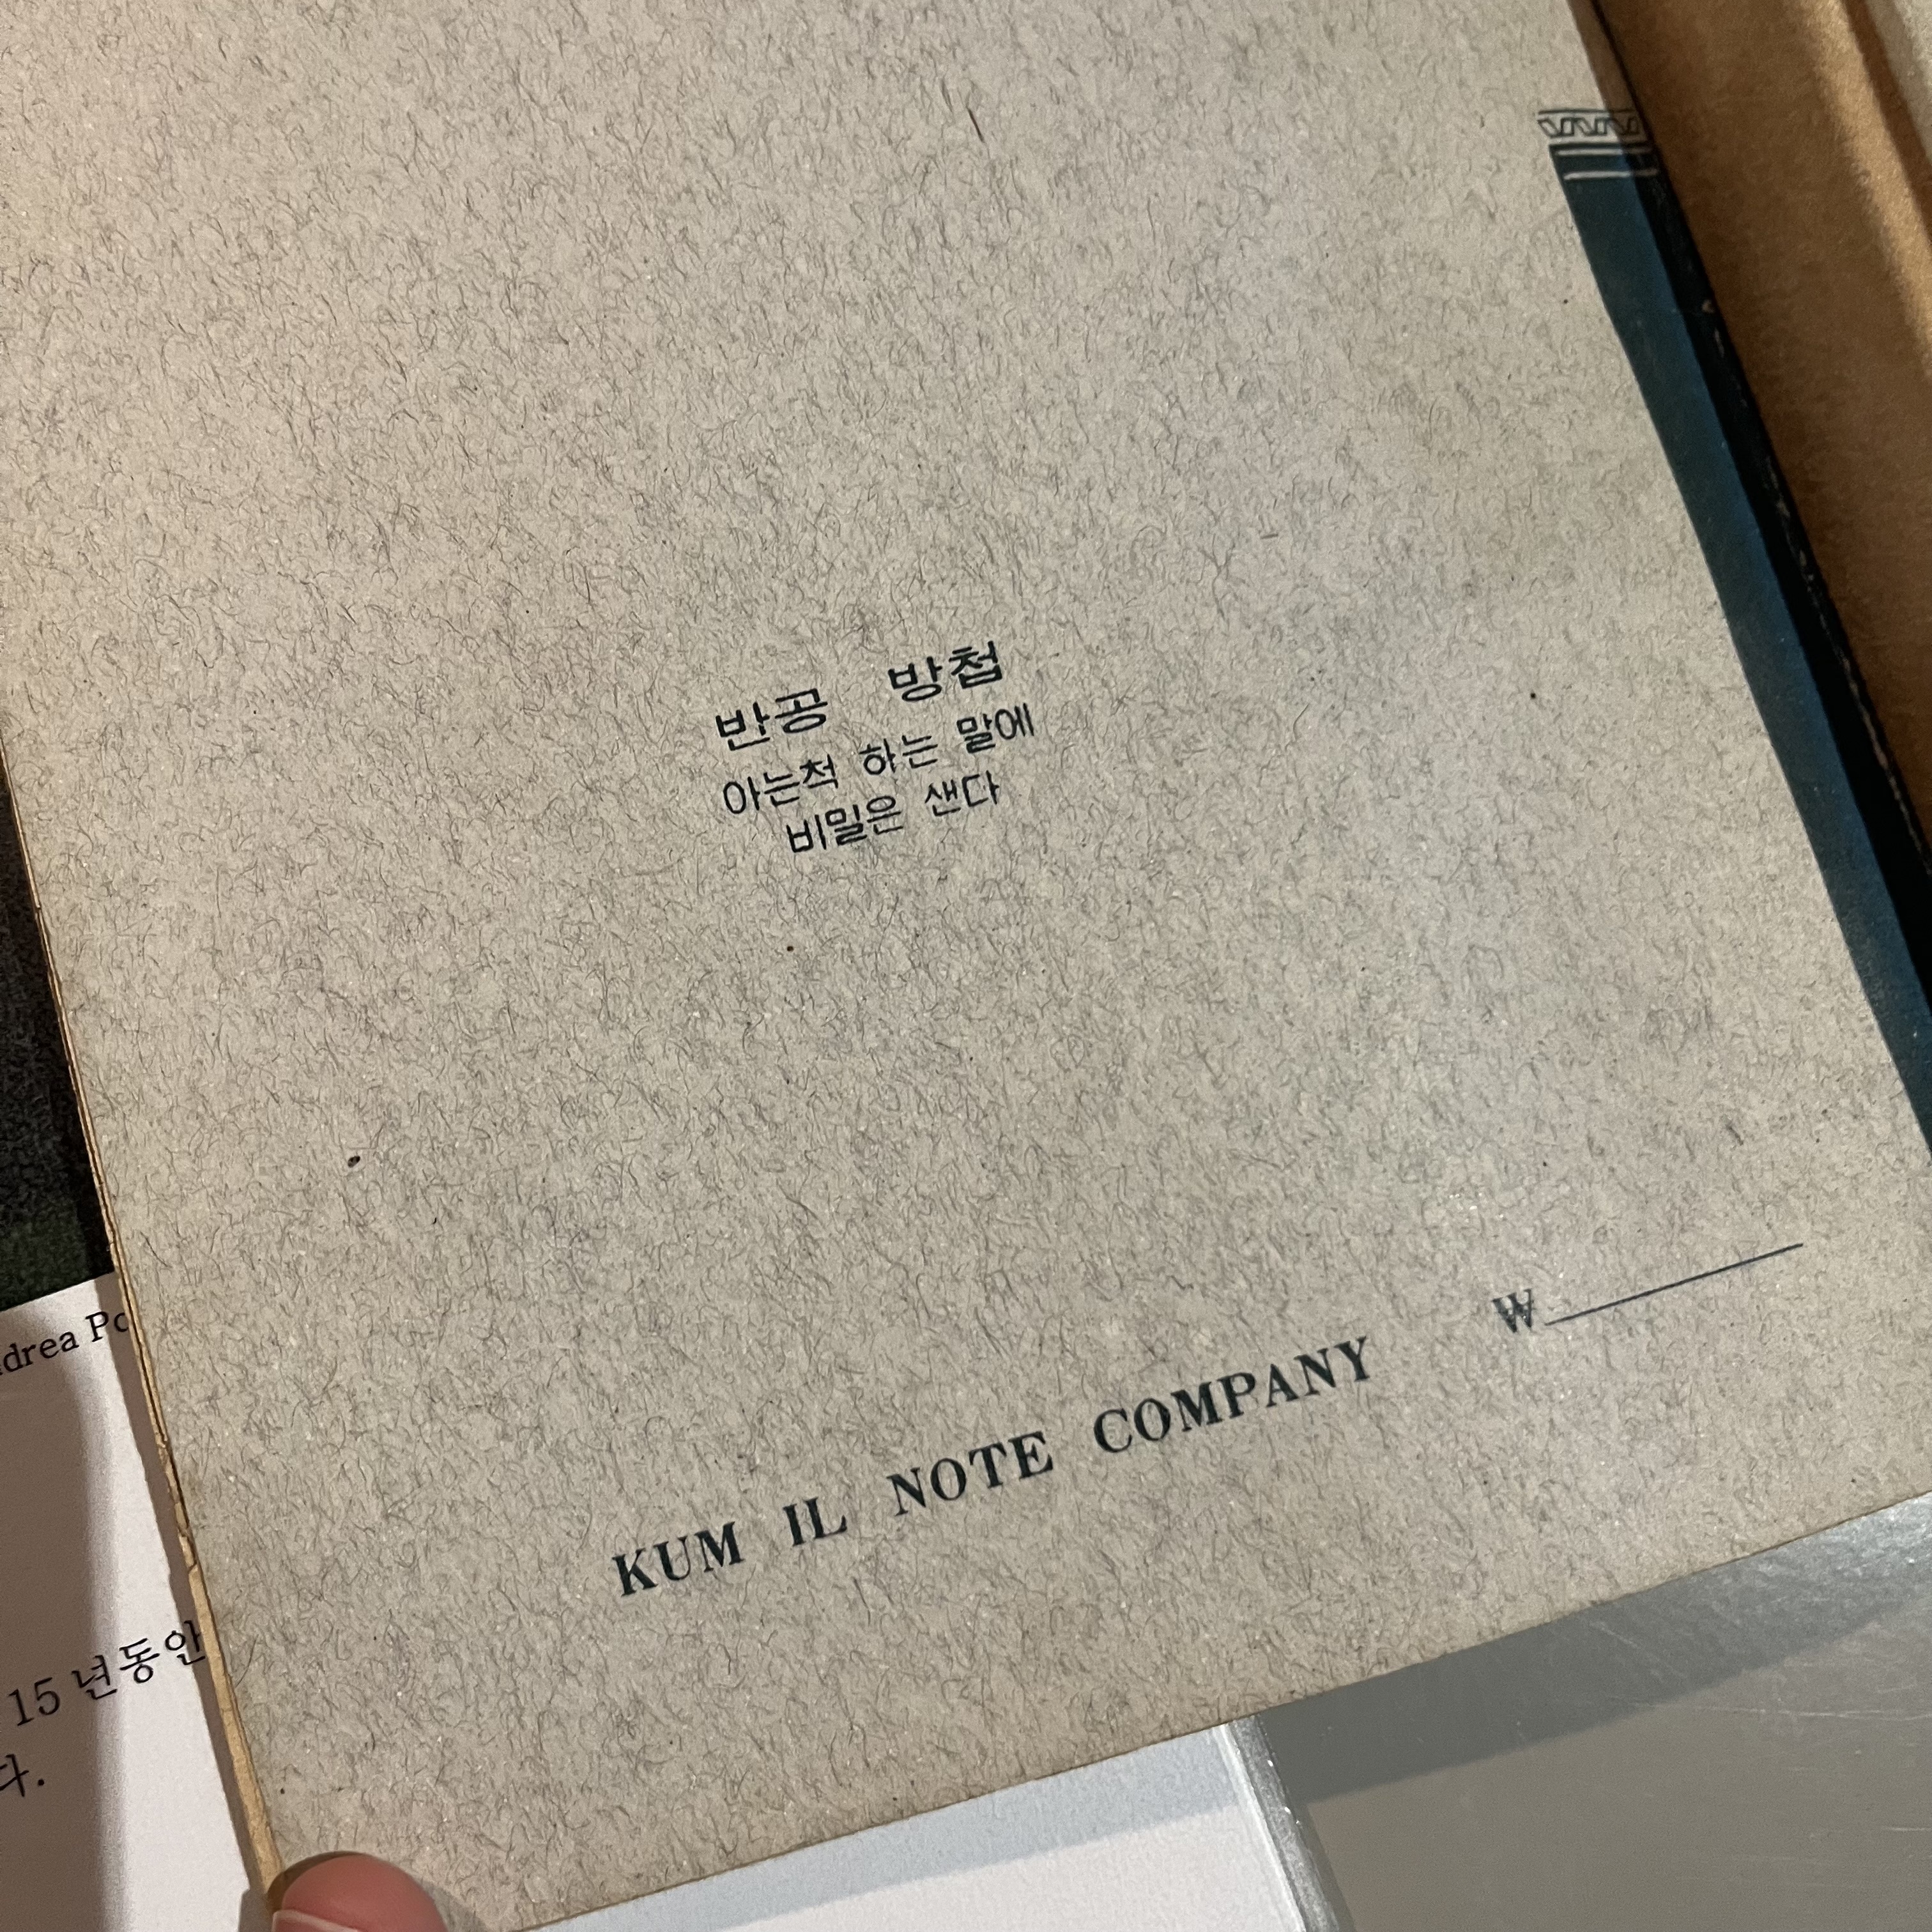 반공 방첩
아는척 하는 말에
비밀은 샌다
W
KUM IL NOTE COMPANY
drea Po
15 년동안
다.